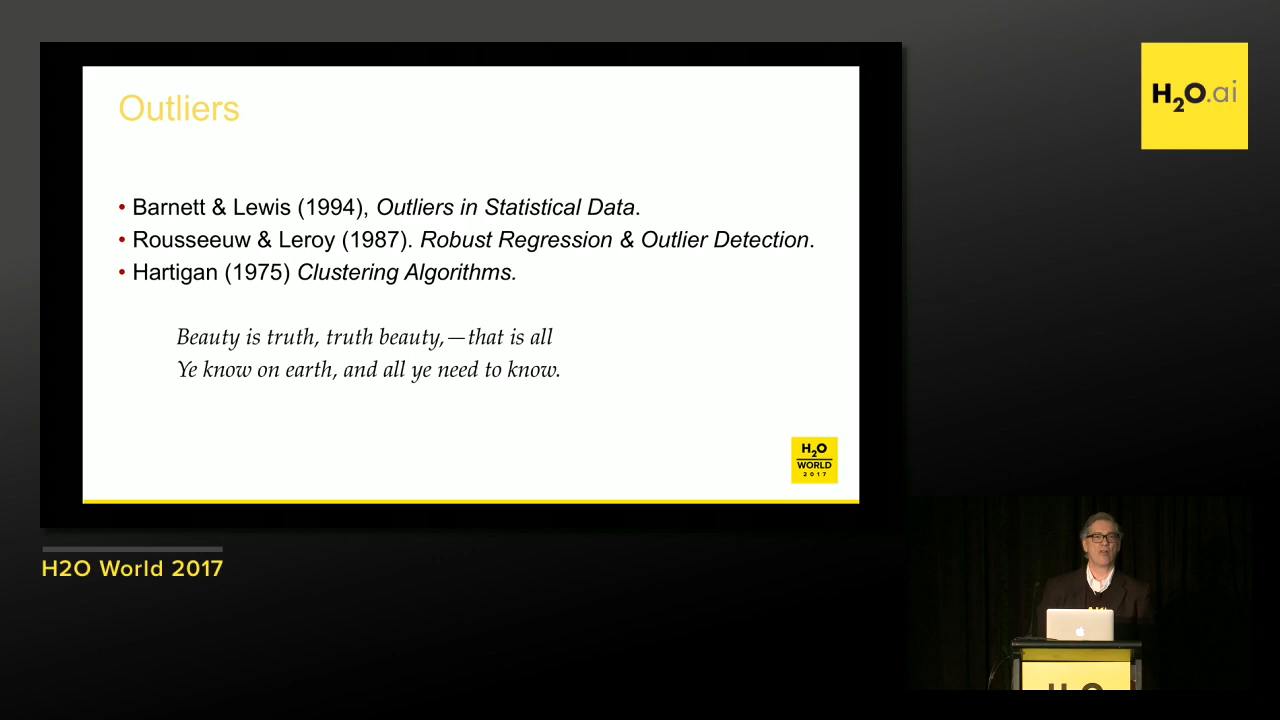 Outliers
• Barnett & Lewis (1994), Outliers in Statistical Data.
• Rousseeuw & Leroy (1987). Robust Regression & Outlier Detection.
• Hartigan (1975) Clustering Algorithms.
Beauty is truth, truth beauty,—that is all
Ye know on earth, and all ye need to know.
H2O
WORLD
2017
H2O.ai
H2O World 2017
H2O